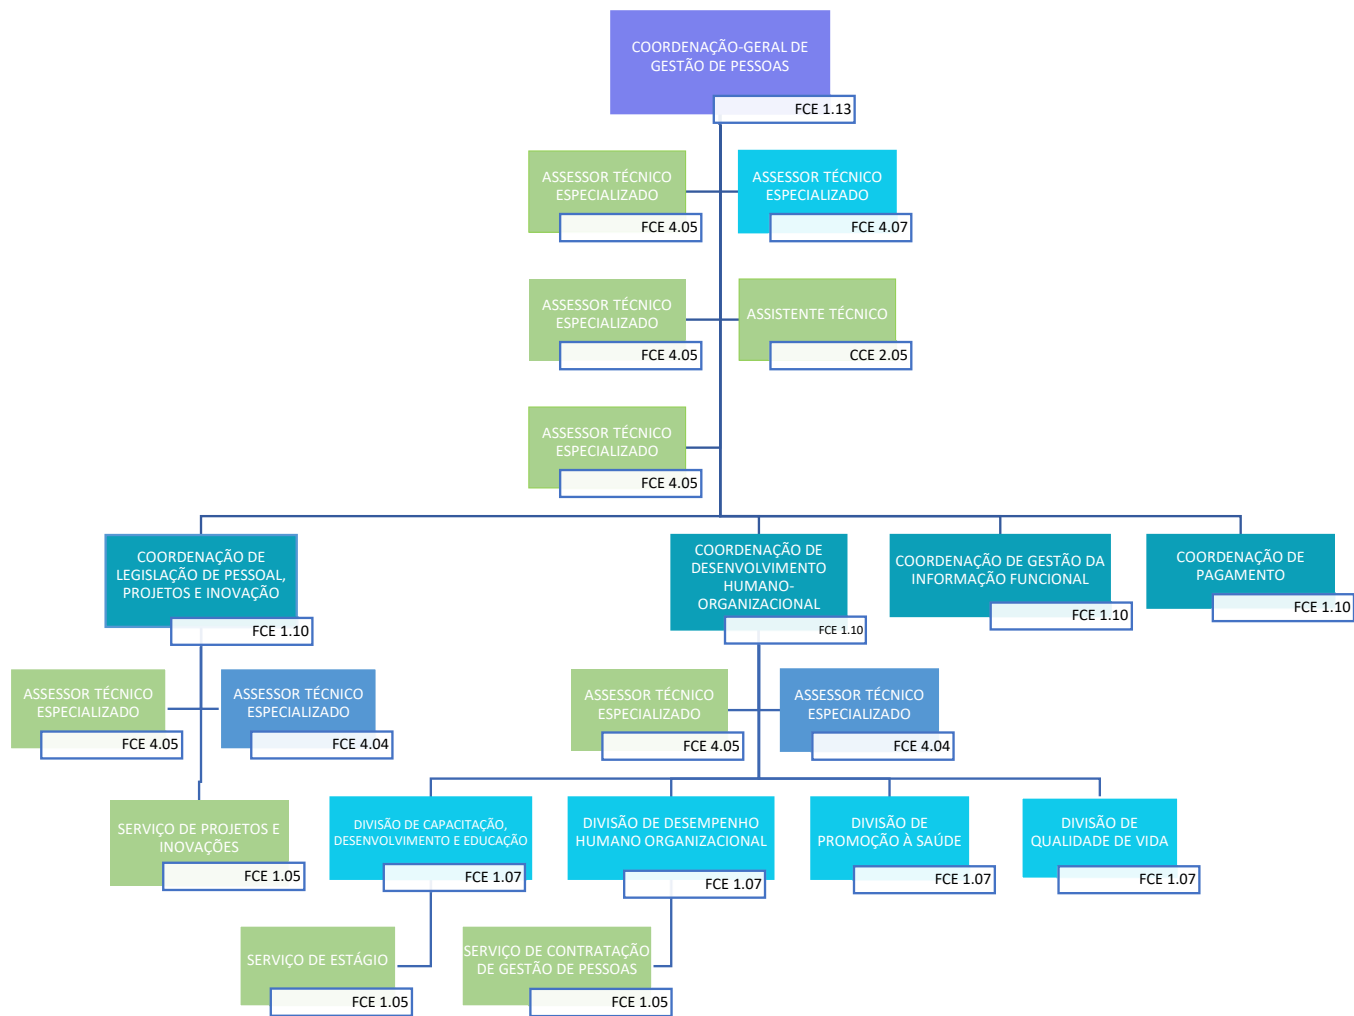 COORDENAÇÃO-GERAL DE
GESTÃO DE PESSOAS
FCE 1.13
ASSESSOR TÉCNICO
ESPECIALIZADO
FCE 4.05
ASSESSOR TÉCNICO
ESPECIALIZADO
FCE 4.07
ASSESSOR TÉCNICO
ESPECIALIZADO
FCE 4.05
ASSISTENTE TÉCNICO
CCE 2.05
ASSESSOR TÉCNICO
ESPECIALIZADO
FCE 4.05
COORDENAÇÃO DE
LEGISLAÇÃO DE PESSOAL,
PROJETOS E INOVAÇÃO
FCE 1.10
COORDENAÇÃO DE
DESENVOLVIMENTO
HUMANO-
ORGANIZACIONAL
FCE 1.10
COORDENAÇÃO DE GESTÃO DA
INFORMAÇÃO FUNCIONAL
FCE 1.10
COORDENAÇÃO DE
PAGAMENTO
FCE 1.10
ASSESSOR TÉCNICO
ESPECIALIZADO
FCE 4.05
ASSESSOR TÉCNICO
ESPECIALIZADO
FCE 4.04
ASSESSOR TÉCNICO
ESPECIALIZADO
FCE 4.05
ASSESSOR TÉCNICO
ESPECIALIZADO
FCE 4.04
SERVIÇO DE PROJETOS E
INOVAÇÕES
FCE 1.05
DIVISÃO DE CAPACITAÇÃO,
DESENVOLVIMENTO E EDUCAÇÃO
FCE 1.07
DIVISÃO DE DESEMPENHO
HUMANO ORGANIZACIONAL
FCE 1.07
DIVISÃO DE
PROMOÇÃO À SAÚDE
FCE 1.07
DIVISÃO DE
QUALIDADE DE VIDA
FCE 1.07
SERVIÇO DE ESTÁGIO
FCE 1.05
SERVIÇO DE CONTRATAÇÃO
DE GESTÃO DE PESSOAS
FCE 1.05